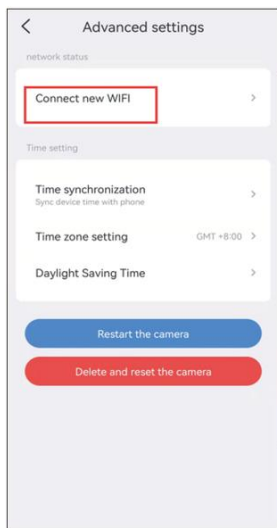 Advanced settings
network status
Connect new WIFI
Time setting
Time synchronization
Sync device time with phone
Time zone setting GMT +8:00
Daylight Saving Time
Restart the camera
Delete and reset the camera